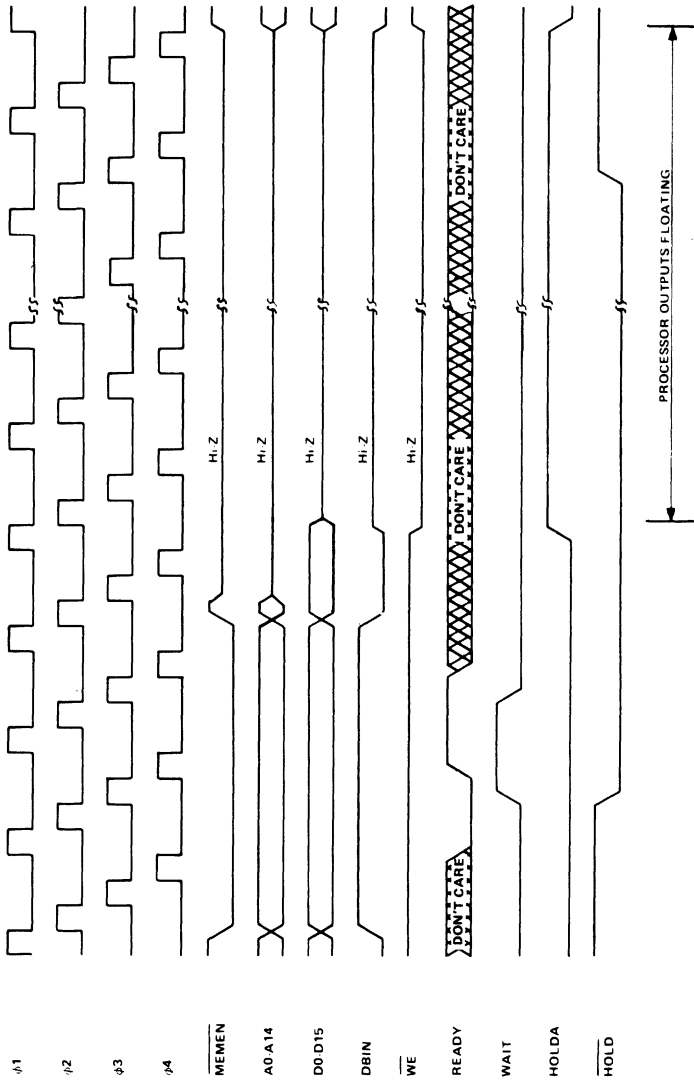 φ1
φ2
φ3
φ4
MEMEN Hi-Z
A0-A14 Hi-Z
D0-D15 Hi-Z
DBIN Hi-Z
WE Hi-Z
READY DON'T CARE DON'T CARE DON'T CARE
WAIT
HOLDA
HOLD
PROCESSOR OUTPUTS FLOATING